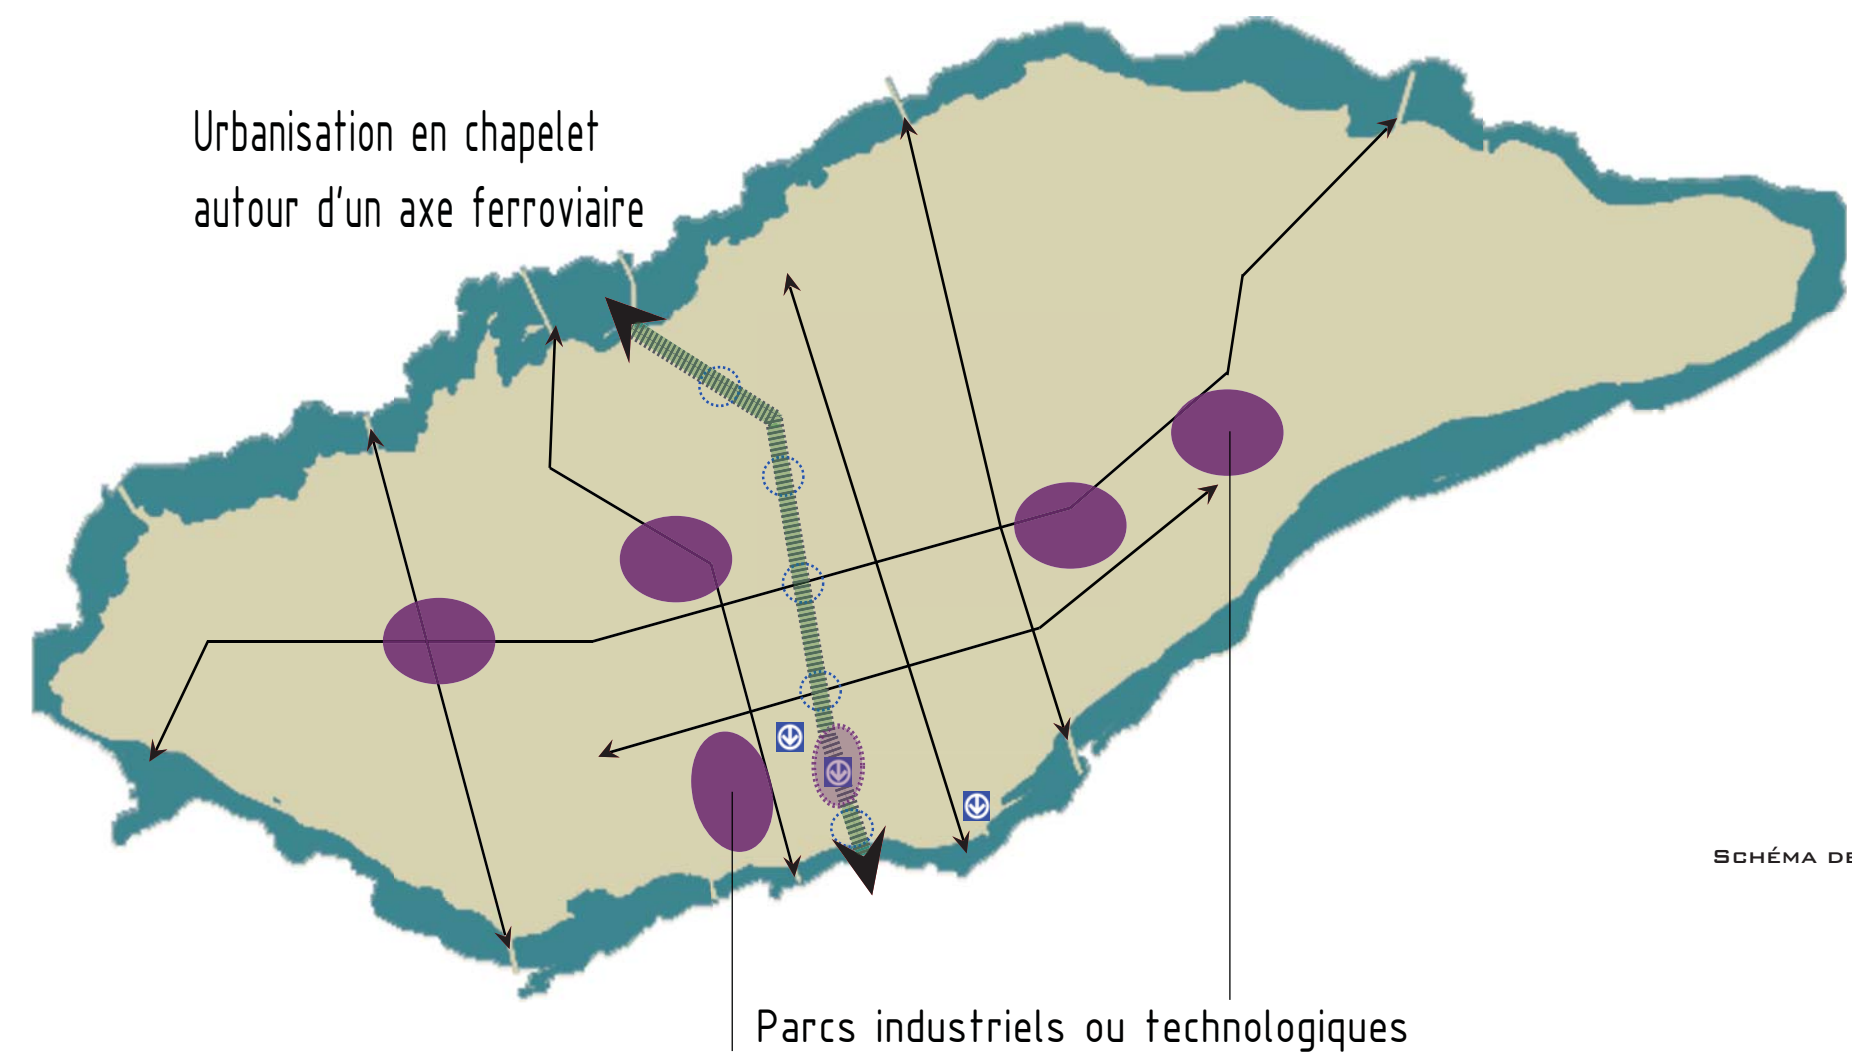 Urbanisation en chapelet
autour d'un axe ferroviaire
SCHÉMA DE
Parcs industriels ou technologiques